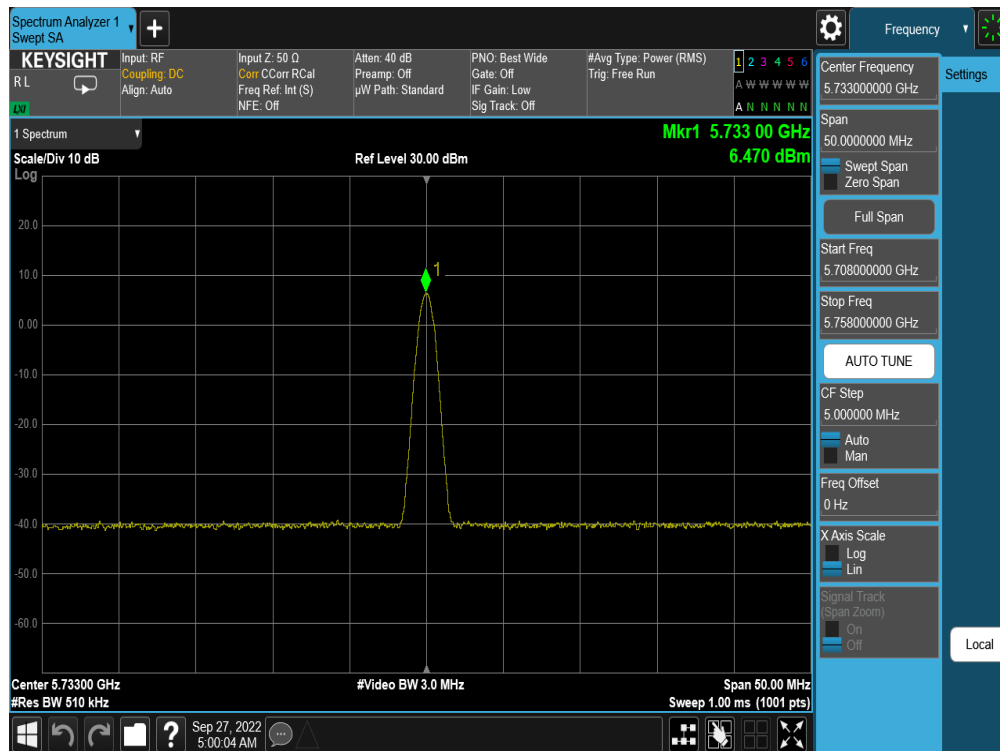 Spectrum Analyzer 1
Swept SA
Frequency
KEYSIGHT
R L
LXI
Input: RF
Coupling: DC
Align: Auto
Input Z: 50 Ω
Corr CCorr RCal
Freq Ref: Int (S)
NFE: Off
Atten: 40 dB
Preamp: Off
µW Path: Standard
PNO: Best Wide
Gate: Off
IF Gain: Low
Sig Track: Off
#Avg Type: Power (RMS)
Trig: Free Run
1 2 3 4 5 6
A W W W W W
A N N N N N
1 Spectrum
Mkr1 5.733 00 GHz
6.470 dBm
Scale/Div 10 dB
Ref Level 30.00 dBm
Log
1
20.0
10.0
0.00
-10.0
-20.0
-30.0
-40.0
-50.0
-60.0
Center 5.73300 GHz
#Video BW 3.0 MHz
Span 50.00 MHz
#Res BW 510 kHz
Sweep 1.00 ms (1001 pts)
Center Frequency
5.733000000 GHz
Settings
Span
50.0000000 MHz
Swept Span
Zero Span
Full Span
Start Freq
5.708000000 GHz
Stop Freq
5.758000000 GHz
AUTO TUNE
CF Step
5.000000 MHz
Auto
Man
Freq Offset
0 Hz
X Axis Scale
Log
Lin
Signal Track
(Span Zoom)
On
Off
Local
?
Sep 27, 2022
5:00:04 AM